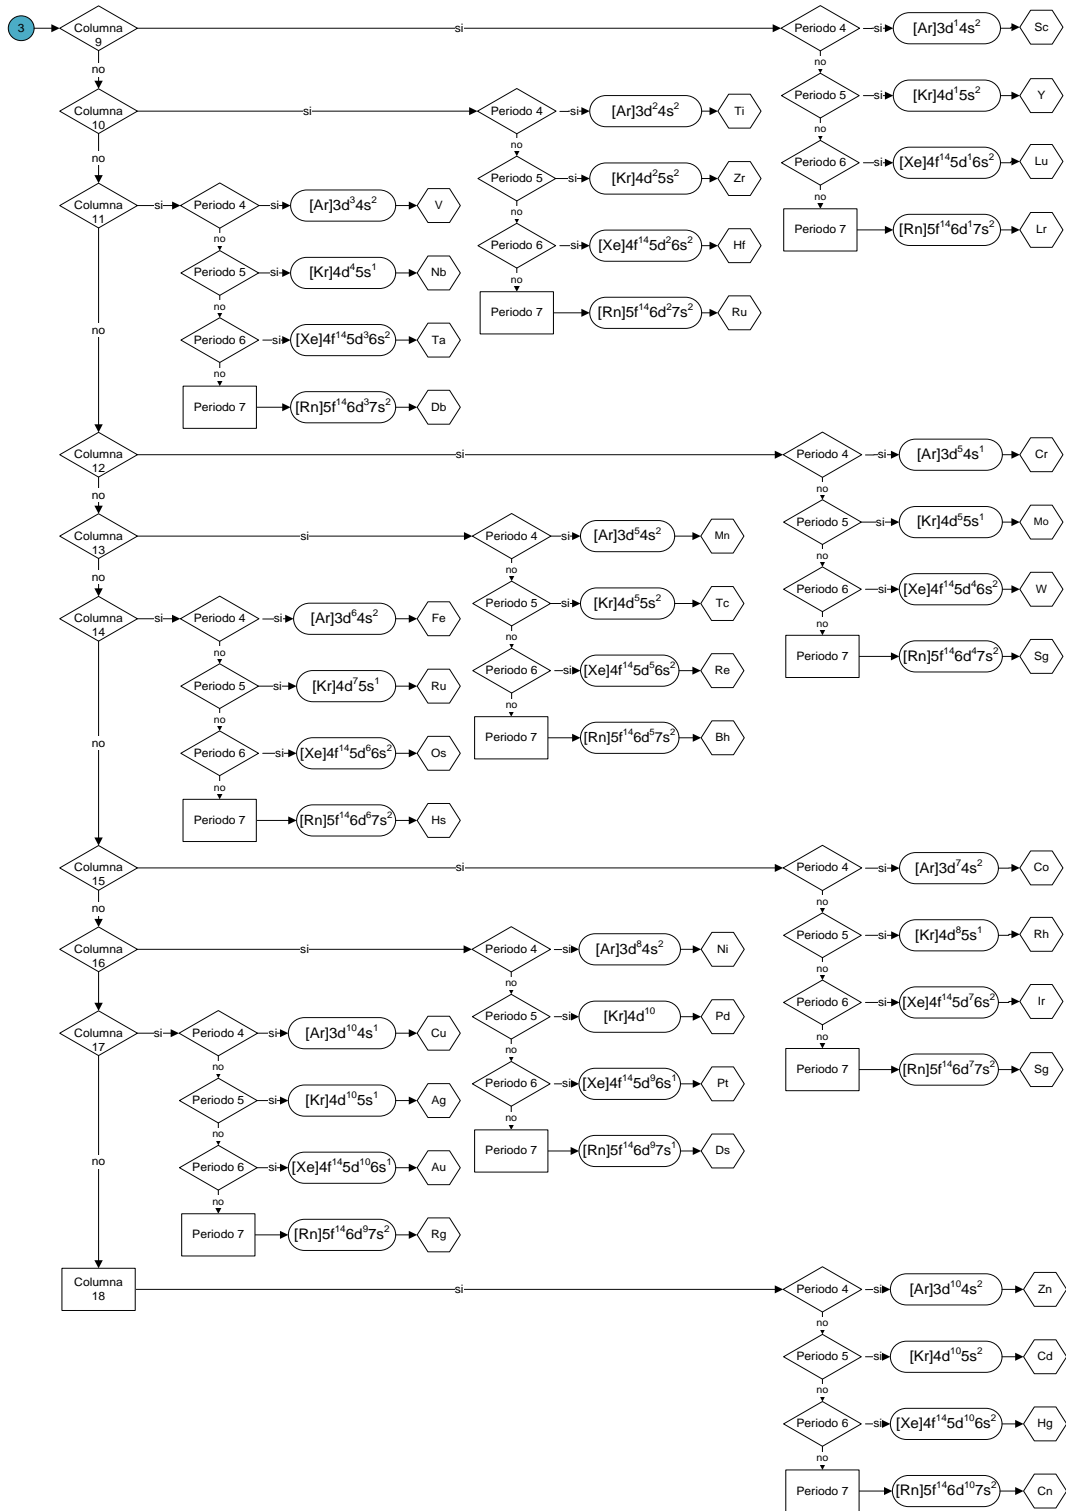 3
Columna
9
si
Periodo 4
si
[Ar]3d¹4s²
Sc
no
no
Periodo 5
si
[Kr]4d¹5s²
Y
no
Periodo 6
si
[Xe]4f¹⁴5d¹6s²
Lu
no
Periodo 7
[Rn]5f¹⁴6d¹7s²
Lr
Columna
10
si
Periodo 4
si
[Ar]3d²4s²
Ti
no
no
Periodo 5
si
[Kr]4d²5s²
Zr
no
Periodo 6
si
[Xe]4f¹⁴5d²6s²
Hf
no
Periodo 7
[Rn]5f¹⁴6d²7s²
Ru
Columna
11
si
Periodo 4
si
[Ar]3d³4s²
V
no
no
Periodo 5
si
[Kr]4d⁴5s¹
Nb
no
Periodo 6
si
[Xe]4f¹⁴5d³6s²
Ta
no
Periodo 7
[Rn]5f¹⁴6d³7s²
Db
Columna
12
si
Periodo 4
si
[Ar]3d⁵4s¹
Cr
no
no
Periodo 5
si
[Kr]4d⁵5s¹
Mo
no
Periodo 6
si
[Xe]4f¹⁴5d⁴6s²
W
no
Periodo 7
[Rn]5f¹⁴6d⁴7s²
Sg
Columna
13
si
Periodo 4
si
[Ar]3d⁵4s²
Mn
no
no
Periodo 5
si
[Kr]4d⁵5s²
Tc
no
Periodo 6
si
[Xe]4f¹⁴5d⁵6s²
Re
no
Periodo 7
[Rn]5f¹⁴6d⁵7s²
Bh
Columna
14
si
Periodo 4
si
[Ar]3d⁶4s²
Fe
no
no
Periodo 5
si
[Kr]4d⁷5s¹
Ru
no
Periodo 6
si
[Xe]4f¹⁴5d⁶6s²
Os
no
Periodo 7
[Rn]5f¹⁴6d⁶7s²
Hs
Columna
15
si
Periodo 4
si
[Ar]3d⁷4s²
Co
no
no
Periodo 5
si
[Kr]4d⁸5s¹
Rh
no
Periodo 6
si
[Xe]4f¹⁴5d⁷6s²
Ir
no
Periodo 7
[Rn]5f¹⁴6d⁷7s²
Sg
Columna
16
si
Periodo 4
si
[Ar]3d⁸4s²
Ni
no
no
Periodo 5
si
[Kr]4d¹⁰
Pd
no
Periodo 6
si
[Xe]4f¹⁴5d⁹6s¹
Pt
no
Periodo 7
[Rn]5f¹⁴6d⁹7s¹
Ds
Columna
17
si
Periodo 4
si
[Ar]3d¹⁰4s¹
Cu
no
no
Periodo 5
si
[Kr]4d¹⁰5s¹
Ag
no
Periodo 6
si
[Xe]4f¹⁴5d¹⁰6s¹
Au
no
Periodo 7
[Rn]5f¹⁴6d⁹7s²
Rg
Columna
18
si
Periodo 4
si
[Ar]3d¹⁰4s²
Zn
no
Periodo 5
si
[Kr]4d¹⁰5s²
Cd
no
Periodo 6
si
[Xe]4f¹⁴5d¹⁰6s²
Hg
no
Periodo 7
[Rn]5f¹⁴6d¹⁰7s²
Cn